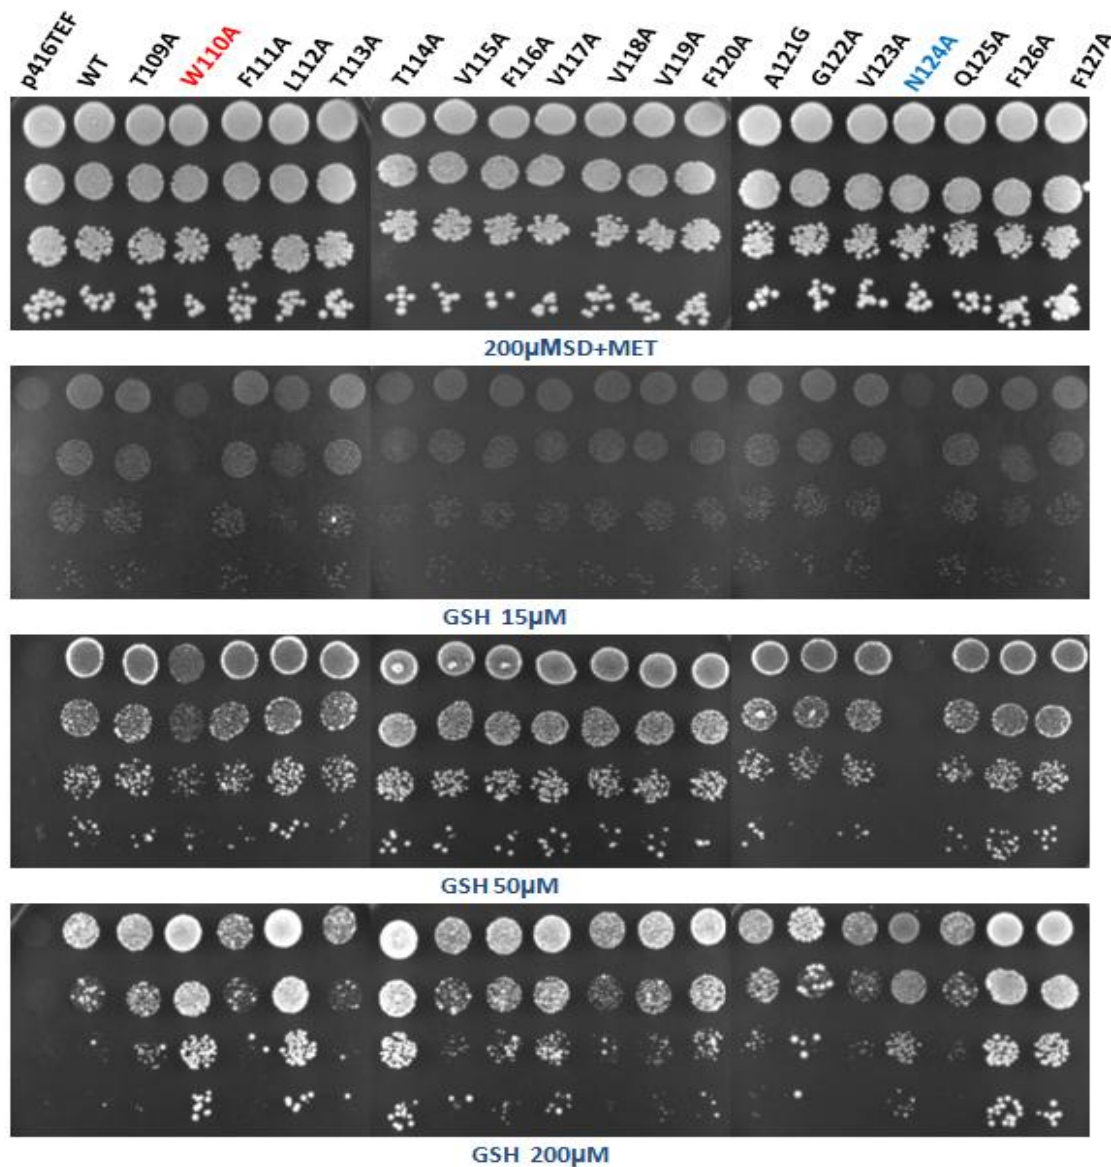 p416TEF WT T109A W110A F111A L112A T113A T114A V115A F116A V117A V118A V119A F120A A121G G122A V123A N124A Q125A F126A F127A
200µMSD+MET
GSH 15µM
GSH 50µM
GSH 200µM